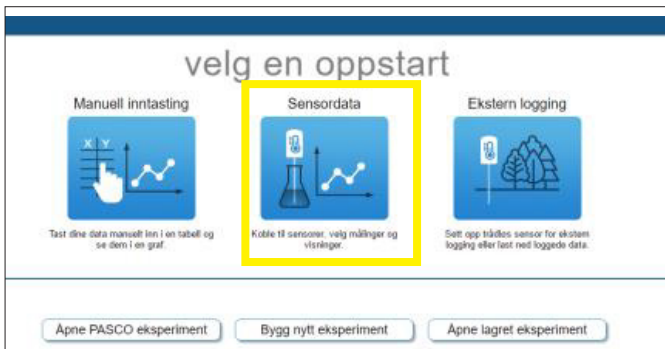 velg en oppstart
Manuell inntasting
Sensordata
Ekstern logging
X Y
Tast dine data manuelt inn i en tabell og
se dem i en graf.
Koble til sensorer, velg målinger og
visninger.
Sett opp trådløs sensor for ekstern
logging eller last ned loggede data.
Åpne PASCO eksperiment
Bygg nytt eksperiment
Åpne lagret eksperiment